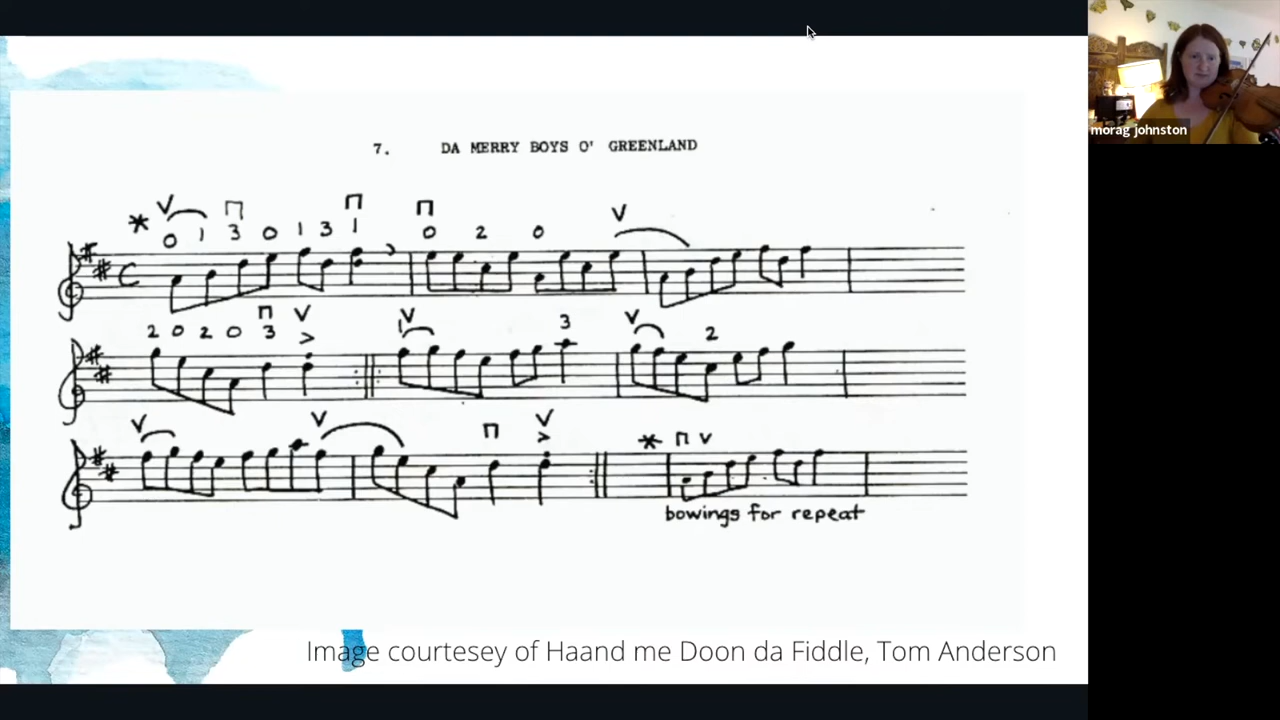 morag johnston
7. DA MERRY BOYS O' GREENLAND
0 1 3 0 1 3 1 0 2 0
2 0 2 0 3 1 3 2
bowings for repeat
Image courtesey of Haand me Doon da Fiddle, Tom Anderson